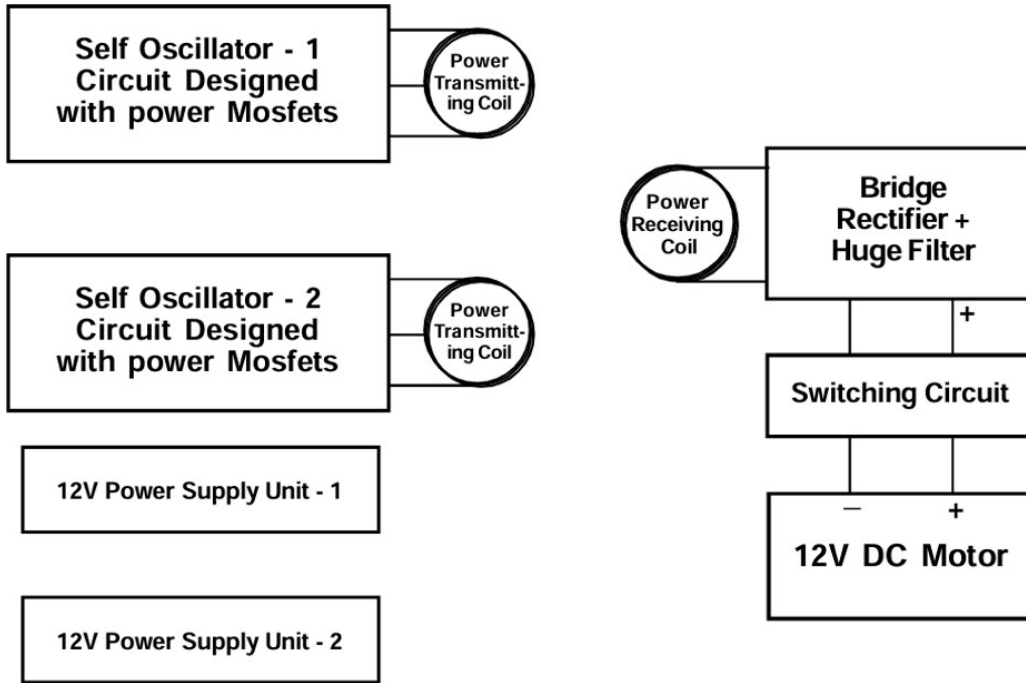 Self Oscillator - 1
Circuit Designed
with power Mosfets
Power
Transmitt-
ing Coil
Self Oscillator - 2
Circuit Designed
with power Mosfets
Power
Transmitt-
ing Coil
12V Power Supply Unit - 1
12V Power Supply Unit - 2
Power
Receiving
Coil
Bridge
Rectifier +
Huge Filter
+
Switching Circuit
— +
12V DC Motor